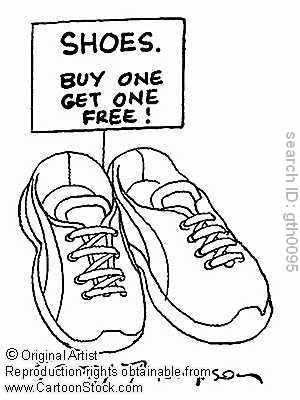 SHOES.
BUY ONE
GET ONE
FREE!
search ID: gth0095
© Original Artist
Reproduction rights obtainable from
www.CartoonStock.com